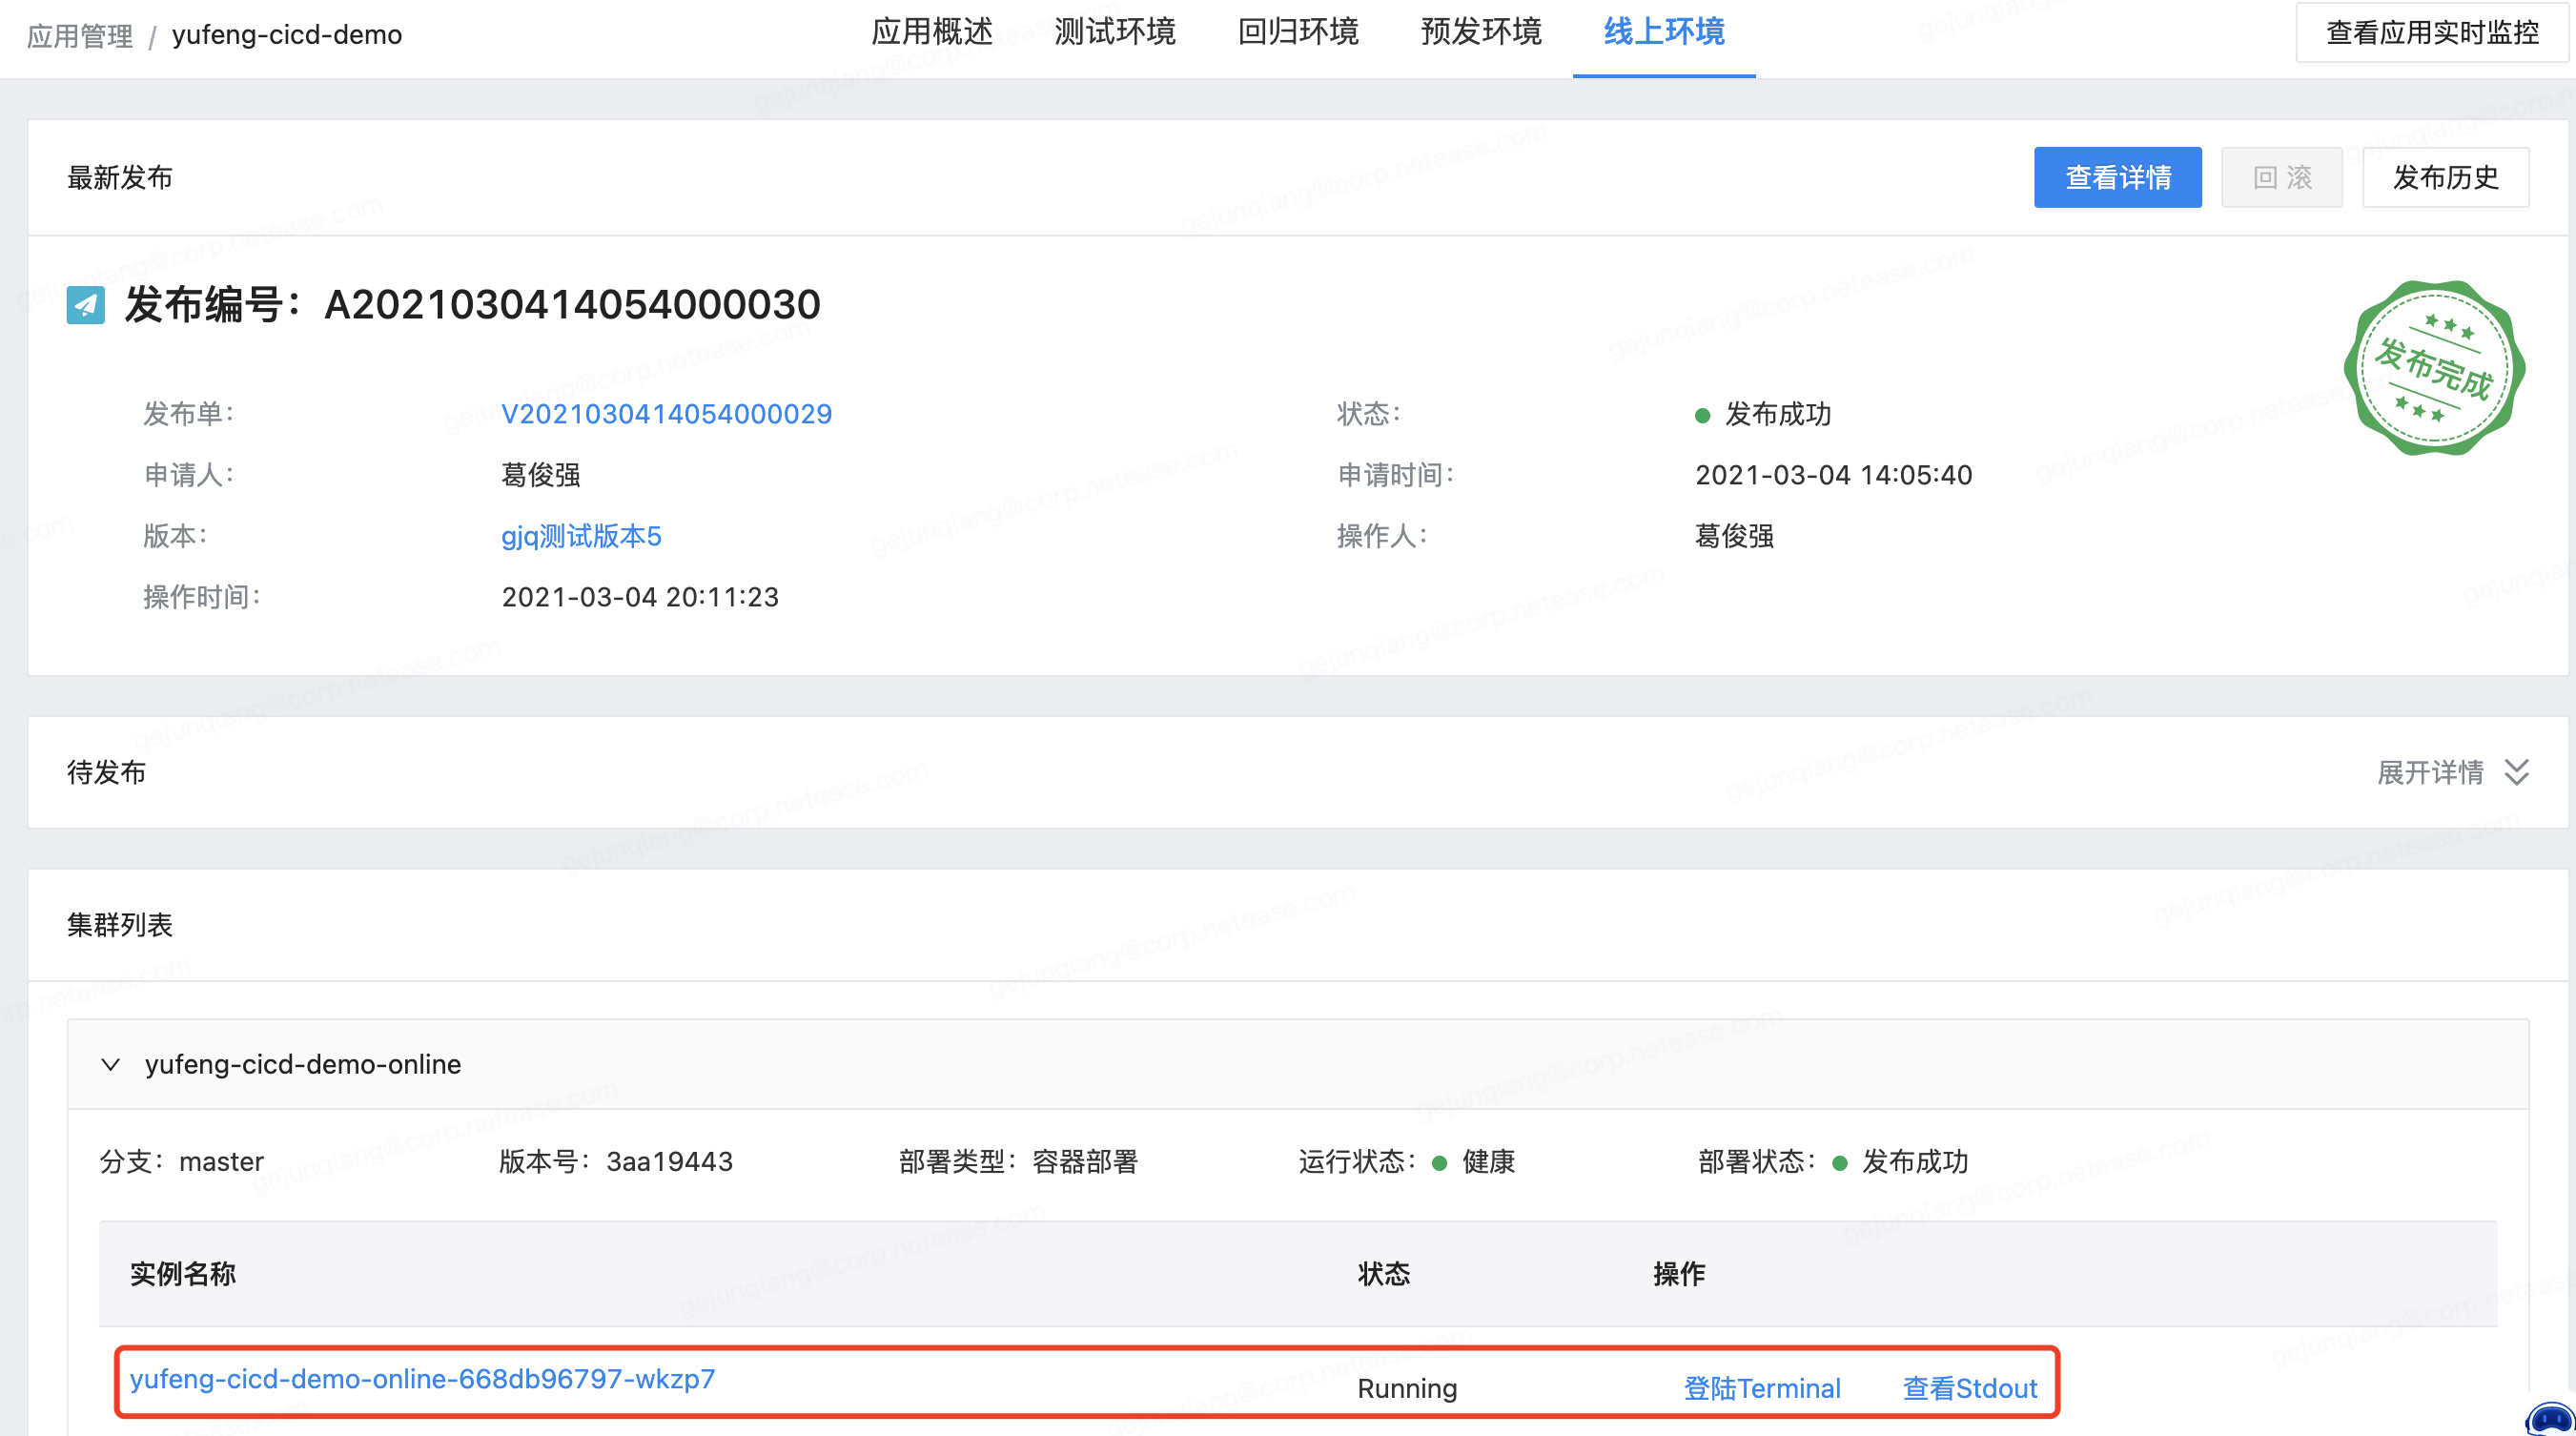 应用管理 / yufeng-cicd-demo
应用概述 测试环境 回归环境 预发环境 线上环境
查看应用实时监控
最新发布
查看详情 回 滚 发布历史
发布编号：A2021030414054000030
发布完成
发布单： V2021030414054000029 状态： 发布成功
申请人： 葛俊强 申请时间： 2021-03-04 14:05:40
版本： gjq测试版本5 操作人： 葛俊强
操作时间： 2021-03-04 20:11:23
待发布 展开详情
集群列表
yufeng-cicd-demo-online
分支：master 版本号：3aa19443 部署类型：容器部署 运行状态： 健康 部署状态： 发布成功
实例名称 状态 操作
yufeng-cicd-demo-online-668db96797-wkzp7 Running 登陆Terminal 查看Stdout
gejunqiang@corp.netease.com